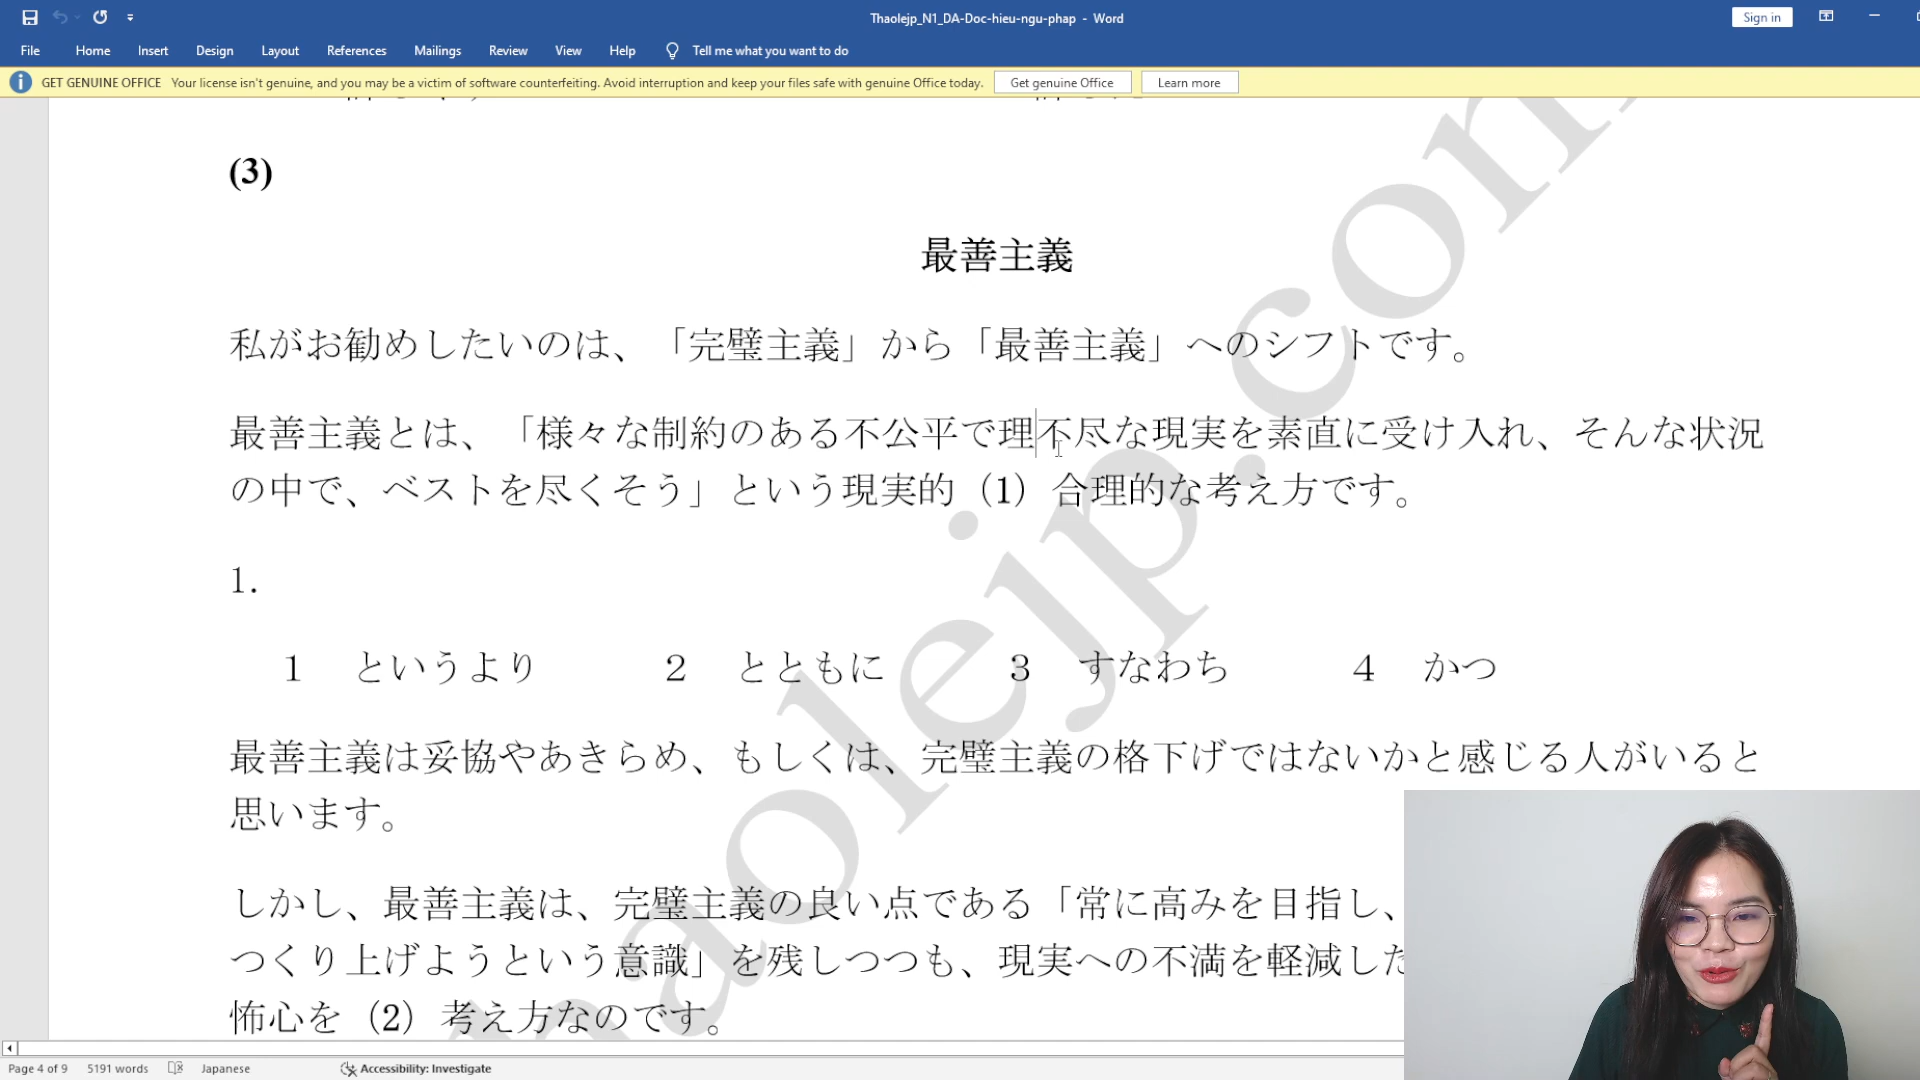 Thaolejp_N1_DA-Doc-hieu-ngu-phap - Word
Sign in
File Home Insert Design Layout References Mailings Review View Help Tell me what you want to do
GET GENUINE OFFICE Your license isn't genuine, and you may be a victim of software counterfeiting. Avoid interruption and keep your files safe with genuine Office today. Get genuine Office Learn more
(3)
最善主義
私がお勧めしたいのは、「完璧主義」から「最善主義」へのシフトです。
最善主義とは、「様々な制約のある不公平で理不尽な現実を素直に受け入れ、そんな状況
の中で、ベストを尽くそう」という現実的（1）合理的な考え方です。
1.
1 というより 2 とともに 3 すなわち 4 かつ
最善主義は妥協やあきらめ、もしくは、完璧主義の格下げではないかと感じる人がいると
思います。
しかし、最善主義は、完璧主義の良い点である「常に高みを目指し、
つくり上げようという意識」を残しつつも、現実への不満を軽減した
怖心を（2）考え方なのです。
thaolejp.com
Page 4 of 9 5191 words Japanese Accessibility: Investigate